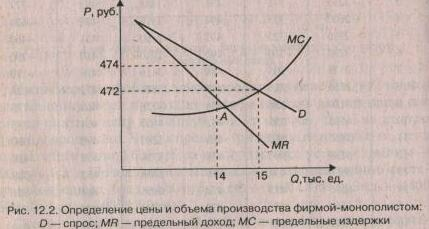 P, руб.
MC
474
472
A
D
MR
14 15 Q, тыс. ед.
Рис. 12.2. Определение цены и объема производства фирмой-монополистом:
D — спрос; MR — предельный доход; MC — предельные издержки